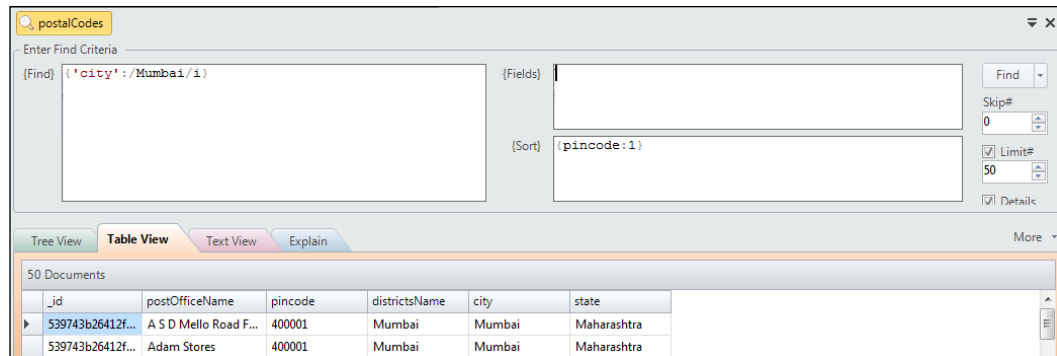 postalCodes
Enter Find Criteria
{Find} {'city':/Mumbai/i}
{Fields}
Find
Skip#
0
{Sort} {pincode:1}
Limit#
50
Details
Tree View Table View Text View Explain More
50 Documents
_id postOfficeName pincode districtsName city state
539743b26412f... A S D Mello Road F... 400001 Mumbai Mumbai Maharashtra
539743b26412f... Adam Stores 400001 Mumbai Mumbai Maharashtra